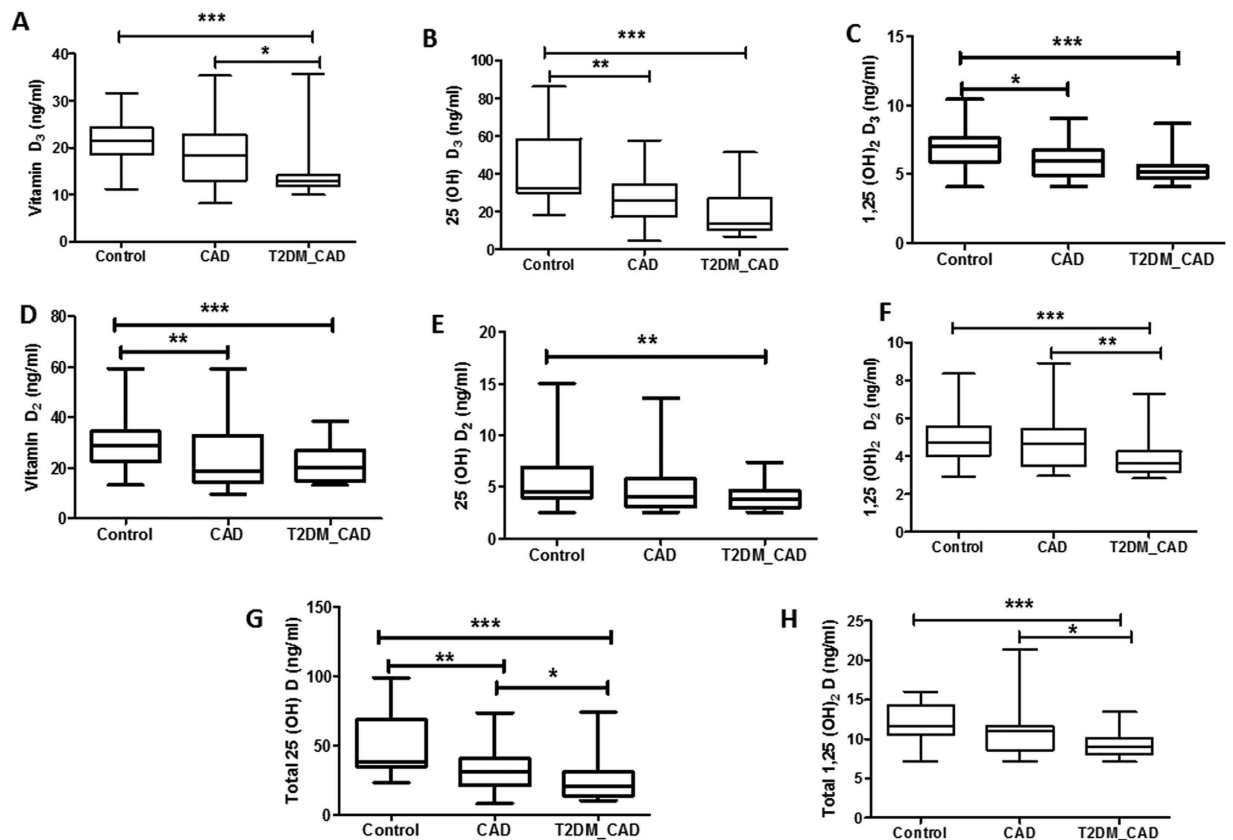 A
Vitamin D3 (ng/ml)
40
30
20
10
0
***
*
Control CAD T2DM_CAD
B
25 (OH) D3 (ng/ml)
100
80
60
40
20
0
***
**
Control CAD T2DM_CAD
C
1,25 (OH)2 D3 (ng/ml)
15
10
5
0
***
*
Control CAD T2DM_CAD
D
Vitamin D2 (ng/ml)
80
60
40
20
0
***
**
Control CAD T2DM_CAD
E
25 (OH) D2 (ng/ml)
20
15
10
5
0
**
Control CAD T2DM_CAD
F
1,25 (OH)2 D2 (ng/ml)
10
8
6
4
2
0
***
**
Control CAD T2DM_CAD
G
Total 25 (OH) D (ng/ml)
150
100
50
0
***
**
*
Control CAD T2DM_CAD
H
Total 1,25 (OH)2 D (ng/ml)
25
20
15
10
5
0
***
*
Control CAD T2DM_CAD